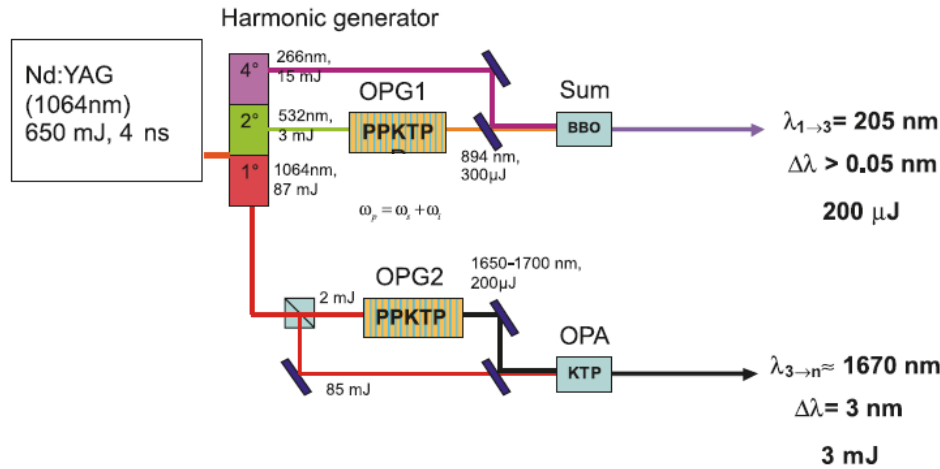 Harmonic generator
Nd:YAG
(1064nm)
650 mJ, 4 ns
4°
266nm,
15 mJ
2°
532nm,
3 mJ
1°
1064nm,
87 mJ
OPG1
PPKTP
894 nm,
300µJ
Sum
BBO
λ1→3= 205 nm
Δλ > 0.05 nm
200 µJ
ωp = ωs + ωi
2 mJ
OPG2
PPKTP
1650-1700 nm,
200µJ
85 mJ
OPA
KTP
λ3→n≈ 1670 nm
Δλ= 3 nm
3 mJ